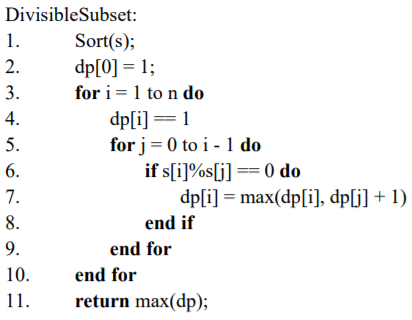 DivisibleSubset:
1. Sort(s);
2. dp[0] = 1;
3. for i = 1 to n do
4. dp[i] == 1
5. for j = 0 to i - 1 do
6. if s[i]%s[j] == 0 do
7. dp[i] = max(dp[i], dp[j] + 1)
8. end if
9. end for
10. end for
11. return max(dp);